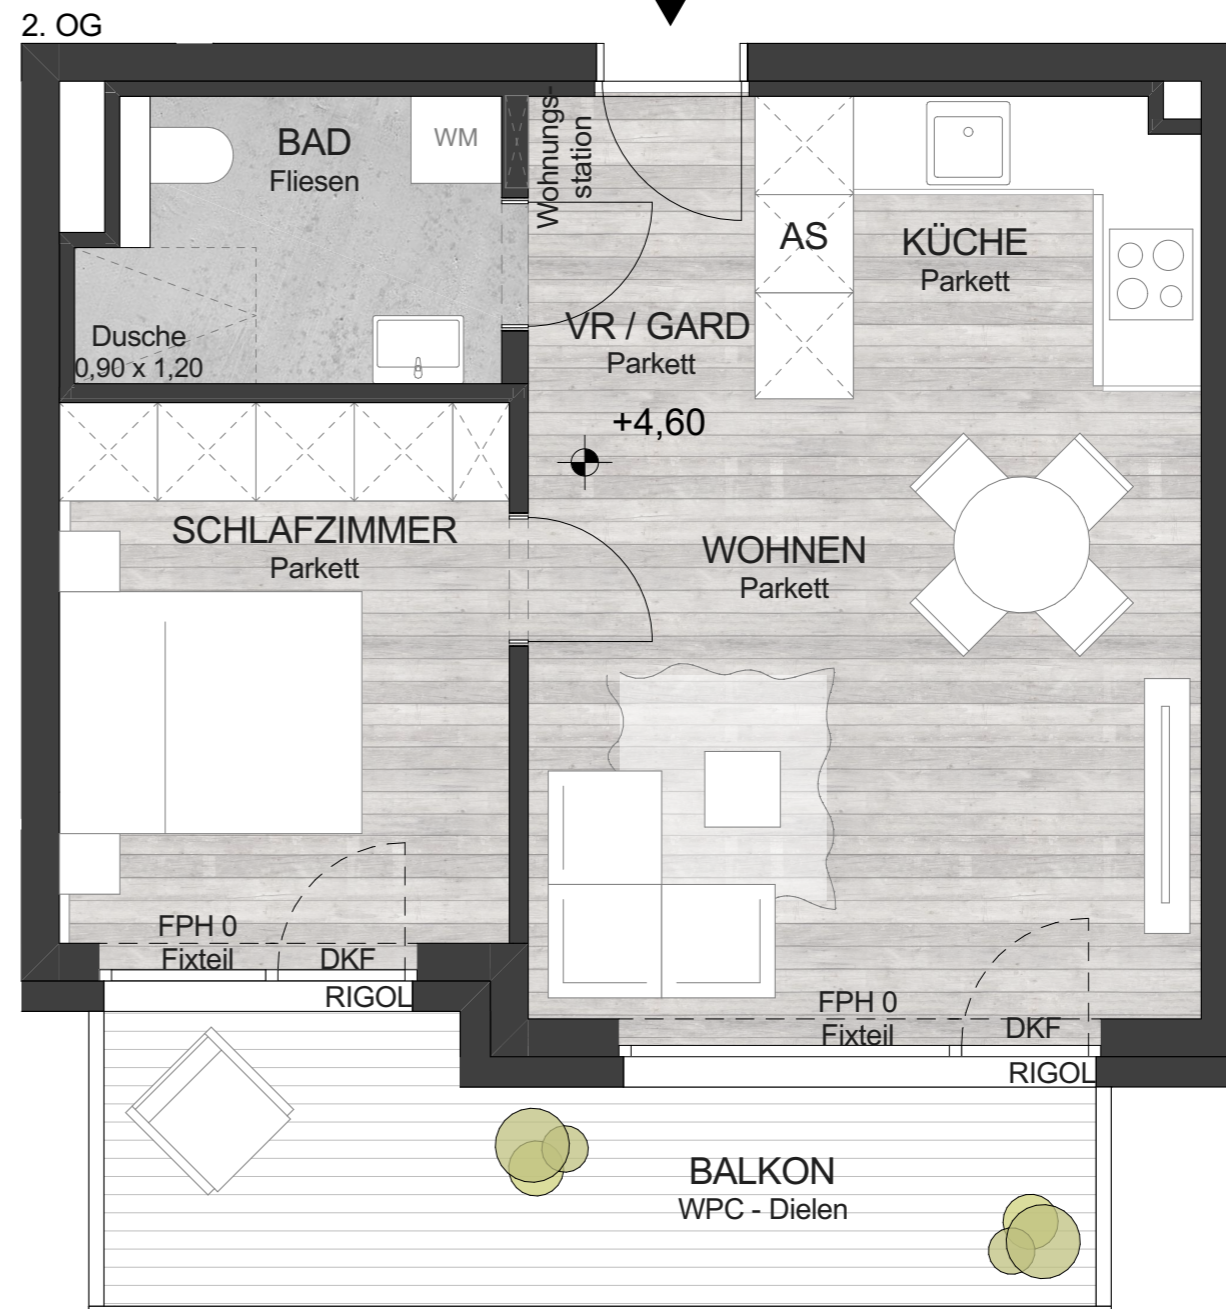 2. OG
BAD
Fliesen
WM
Wohnungs-
station
AS
KÜCHE
Parkett
VR / GARD
Parkett
Dusche
0,90 x 1,20
+4,60
SCHLAFZIMMER
Parkett
WOHNEN
Parkett
FPH 0
Fixteil
DKF
RIGOL
FPH 0
Fixteil
DKF
RIGOL
BALKON
WPC - Dielen